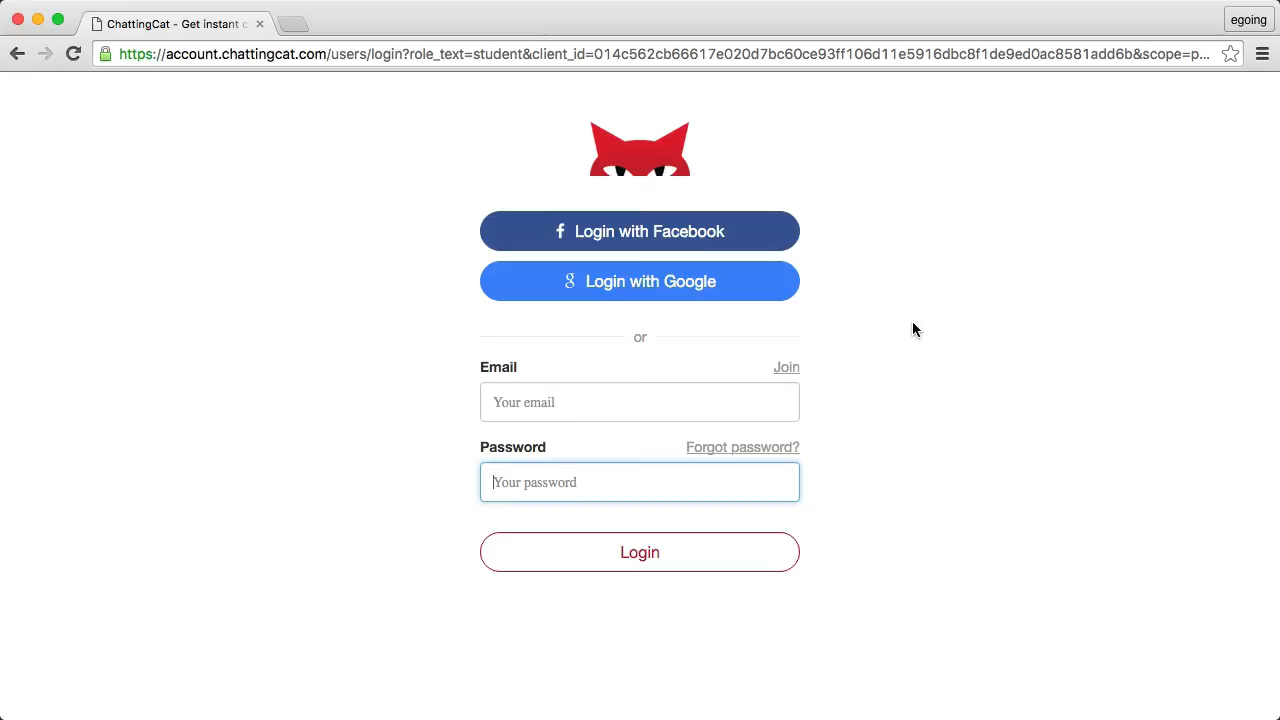 ChattingCat - Get instant c
egoing
https://account.chattingcat.com/users/login?role_text=student&client_id=014c562cb66617e020d7bc60ce93ff106d11e5916dbc8f1de9ed0ac8581add6b&scope=p...
Login with Facebook
Login with Google
or
Email Join
Your email
Password Forgot password?
Your password
Login